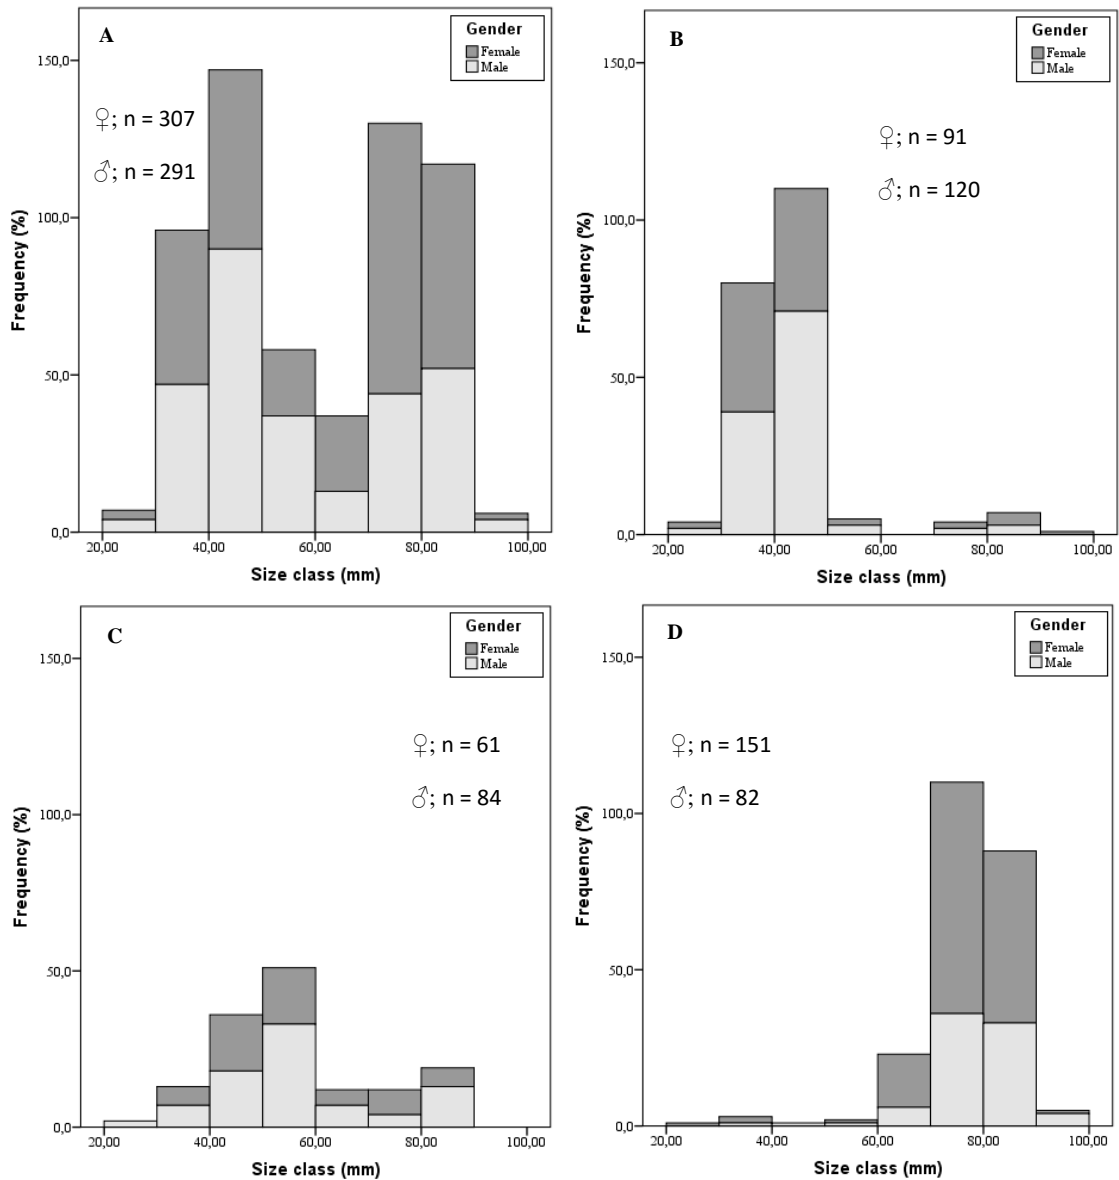 A
Gender
Female
Male
♀; n = 307
♂; n = 291
Frequency (%)
150,0
100,0
50,0
0,0
20,00 40,00 60,00 80,00 100,00
Size class (mm)
B
Gender
Female
Male
♀; n = 91
♂; n = 120
Frequency (%)
150,0
100,0
50,0
0,0
20,00 40,00 60,00 80,00 100,00
Size class (mm)
C
Gender
Female
Male
♀; n = 61
♂; n = 84
Frequency (%)
150,0
100,0
50,0
0,0
20,00 40,00 60,00 80,00 100,00
Size class (mm)
D
Gender
Female
Male
♀; n = 151
♂; n = 82
Frequency (%)
150,0
100,0
50,0
0,0
20,00 40,00 60,00 80,00 100,00
Size class (mm)